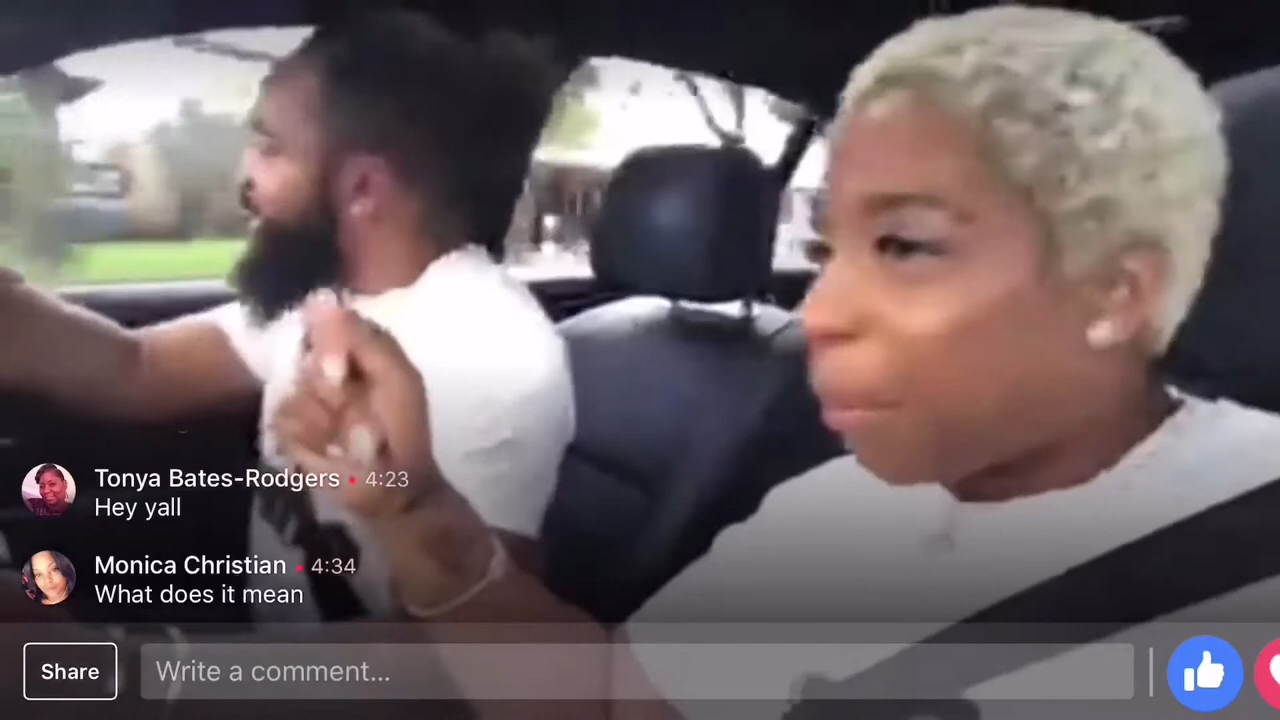 Tonya Bates-Rodgers • 4:23
Hey yall
Monica Christian • 4:34
What does it mean
Share
Write a comment...